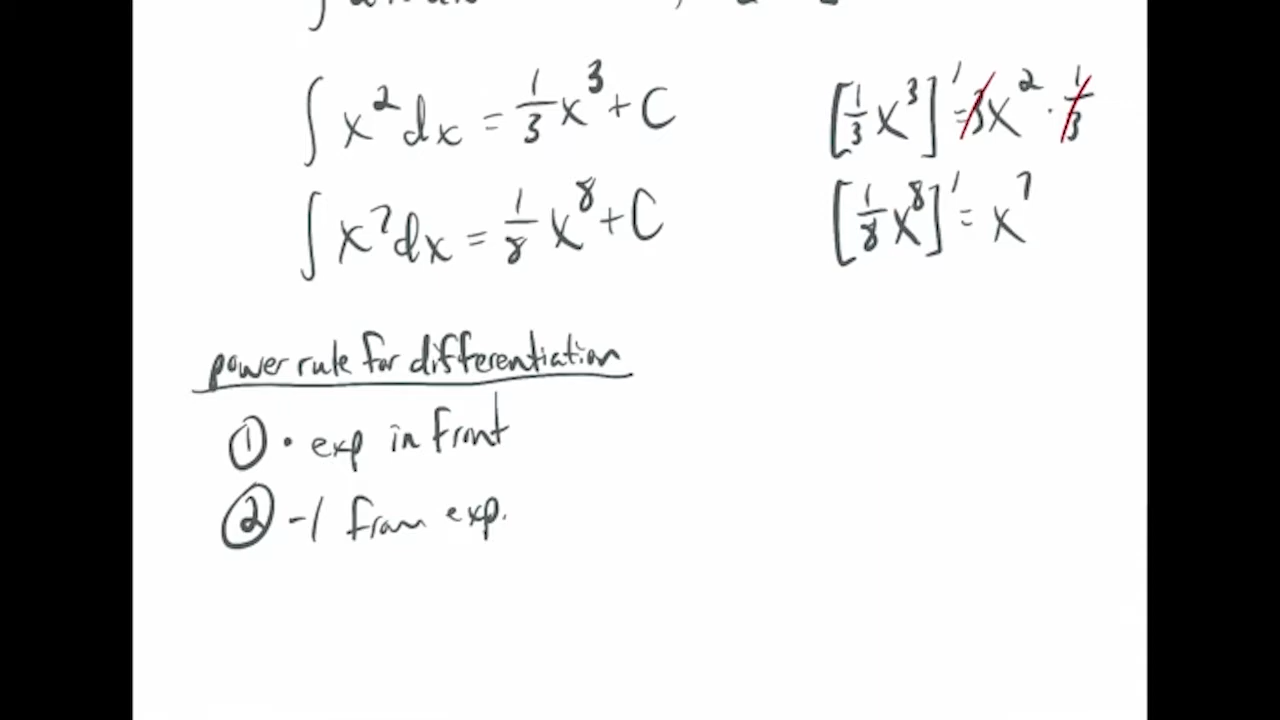 ∫ x² dx = 1/3 x³ + C [1/3 x³]' = 3x² · 1/3
∫ x⁷ dx = 1/8 x⁸ + C [1/8 x⁸]' = x⁷
power rule for differentiation
① · exp in front
② -1 from exp.